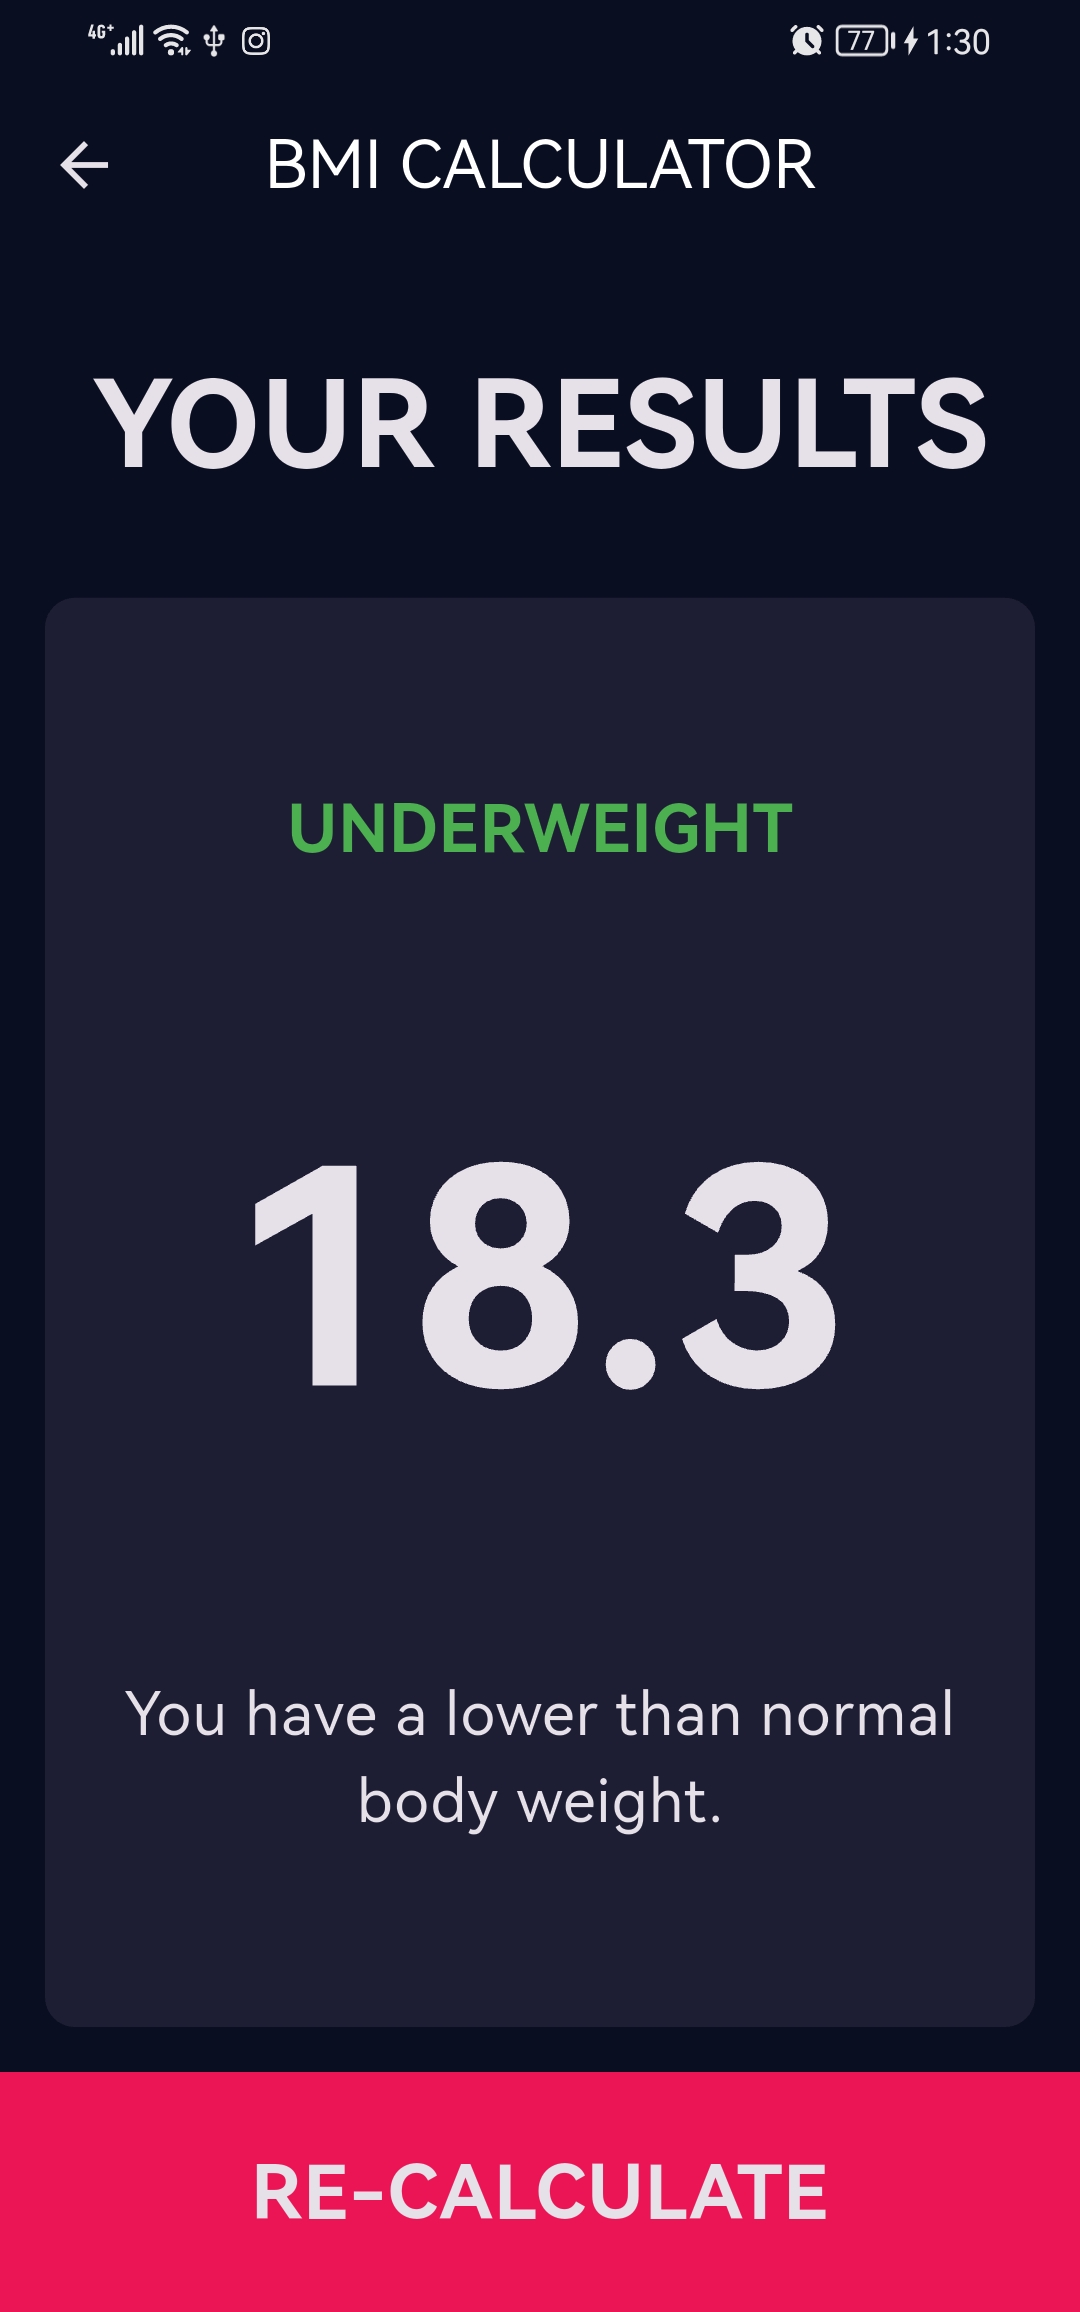 4G+ 77 1:30
BMI CALCULATOR
YOUR RESULTS
UNDERWEIGHT
18.3
You have a lower than normal
body weight.
RE-CALCULATE